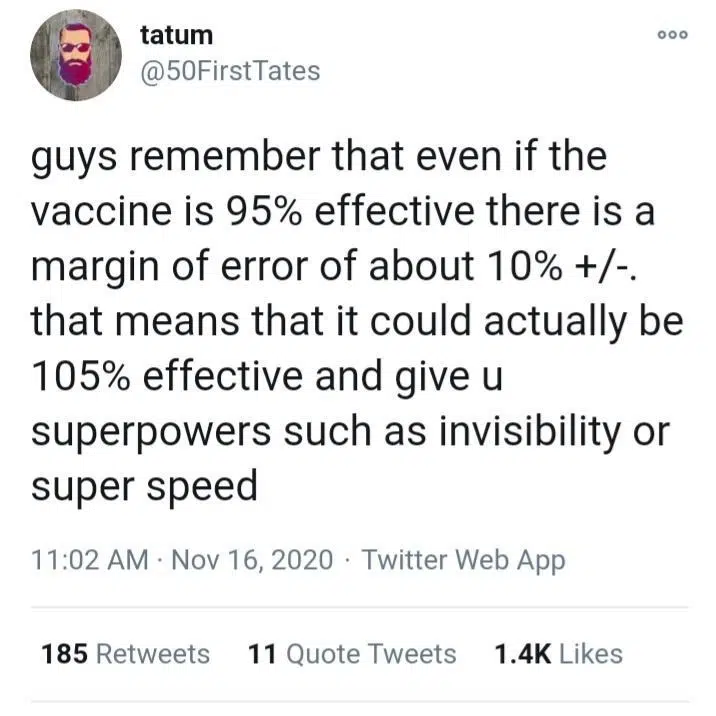 tatum
@50FirstTates
guys remember that even if the
vaccine is 95% effective there is a
margin of error of about 10% +/-.
that means that it could actually be
105% effective and give u
superpowers such as invisibility or
super speed
11:02 AM · Nov 16, 2020 · Twitter Web App
185 Retweets 11 Quote Tweets 1.4K Likes